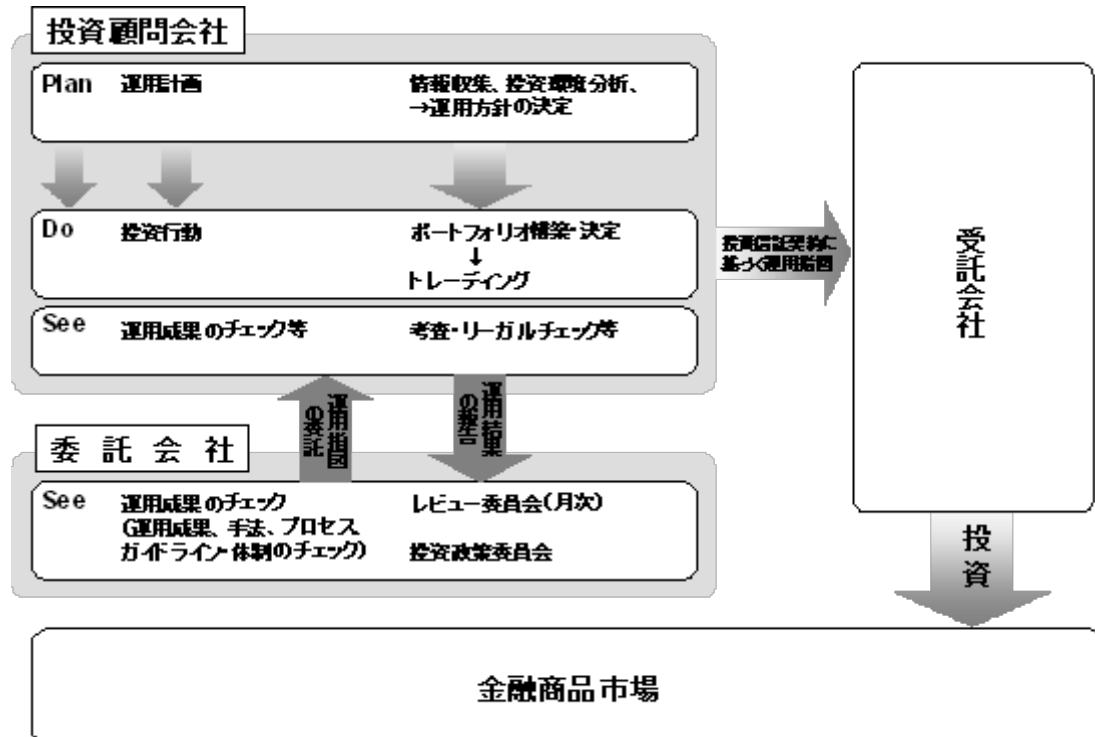 投資顧問会社
Plan 運用計画 情報収集、投資環境分析、
→運用方針の決定
Do 投資行動 ポートフォリオ構築・決定
↓
トレーディング
See 運用成果のチェック等 考査・リーガルチェック等
投資信託契約に
基づく運用指図
受託会社
運用指図
の委託
運用結果
の報告
委託会社
See 運用成果のチェック レビュー委員会(月次)
(運用成果、手法、プロセス、
ガイドライン・体制のチェック) 投資政策委員会
投資
金融商品市場